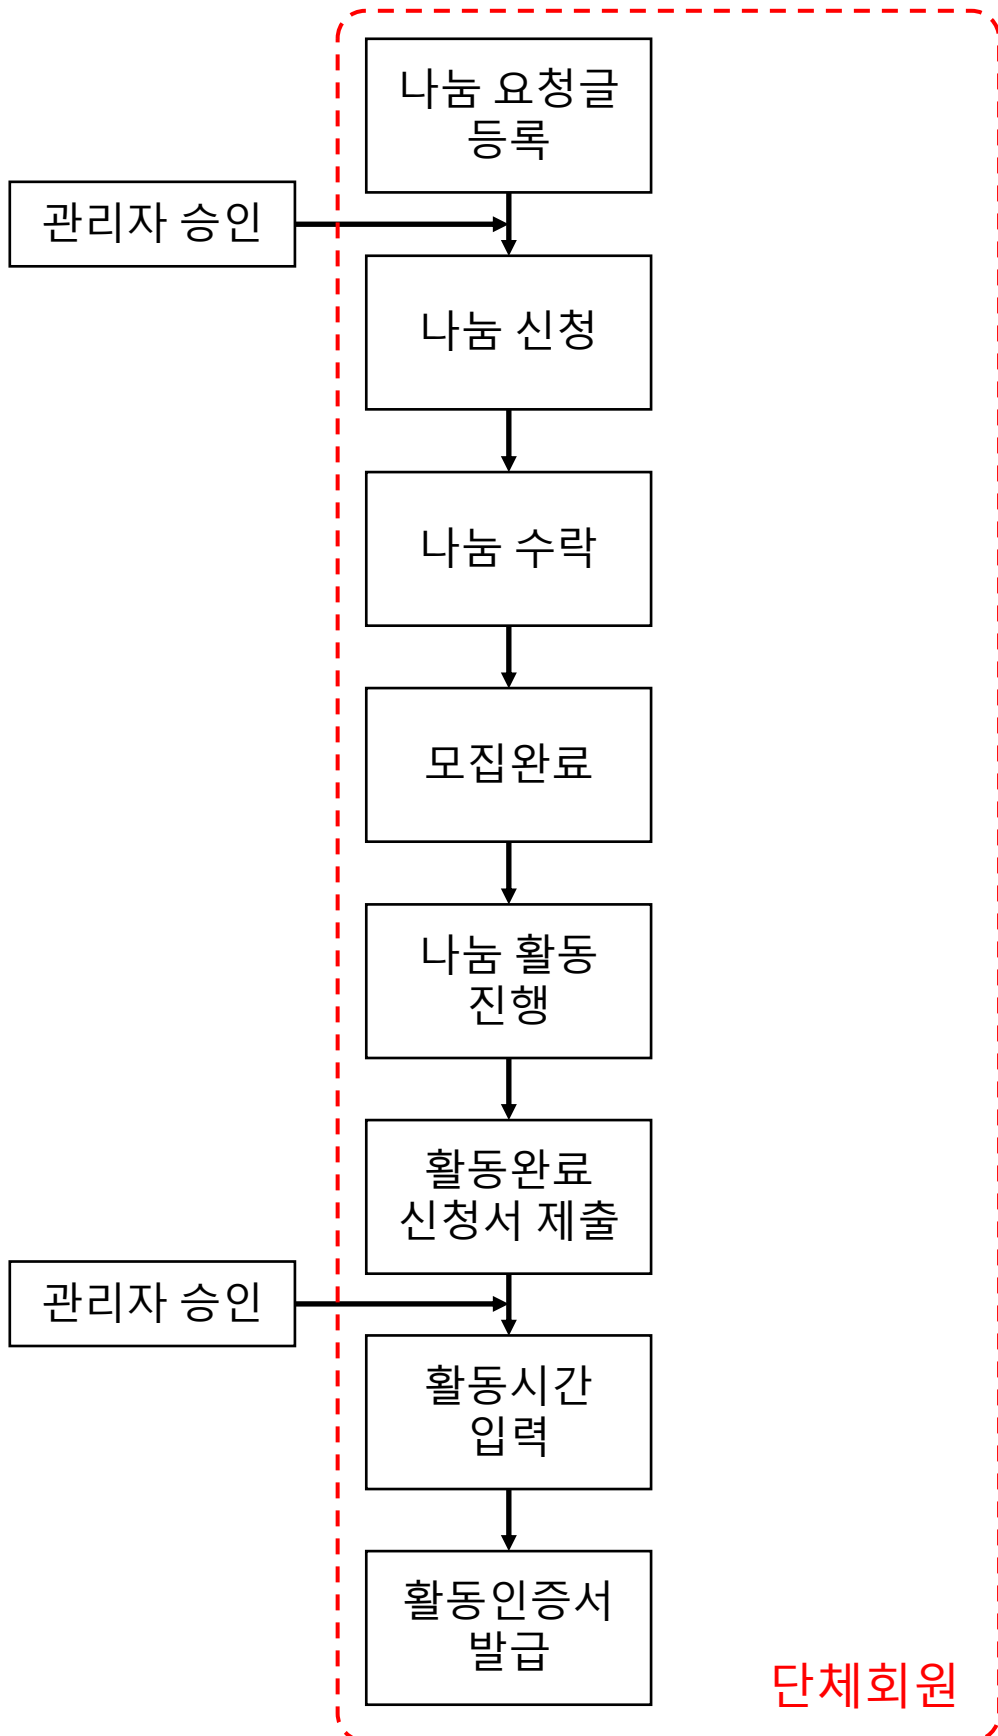 나눔 요청글
등록
관리자 승인
나눔 신청
나눔 수락
모집완료
나눔 활동
진행
활동완료
신청서 제출
관리자 승인
활동시간
입력
활동인증서
발급
단체회원